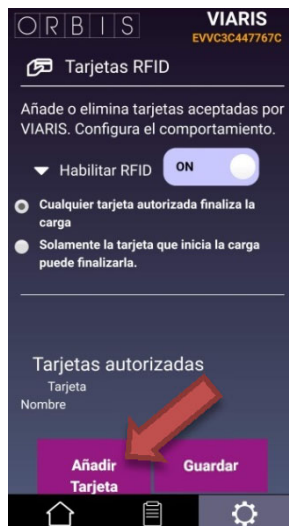 ORBIS
VIARIS
EVVC3C447767C
Tarjetas RFID
Añade o elimina tarjetas aceptadas por
VIARIS. Configura el comportamiento.
Habilitar RFID ON
Cualquier tarjeta autorizada finaliza la
carga
Solamente la tarjeta que inicia la carga
puede finalizarla.
Tarjetas autorizadas
Tarjeta
Nombre
Añadir
Tarjeta
Guardar